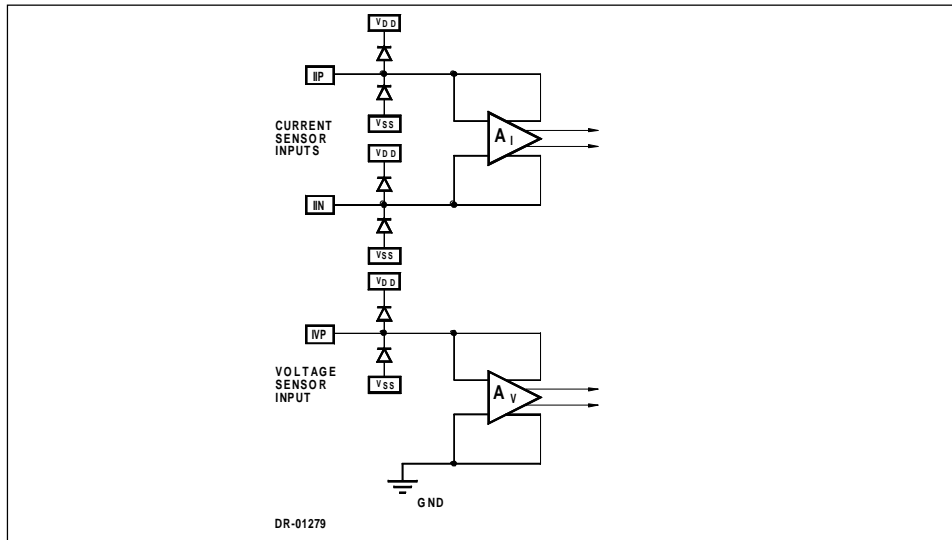 VDD
IIP
VSS
CURRENT
SENSOR
INPUTS
AI
VDD
IIN
VSS
VDD
IVP
VSS
VOLTAGE
SENSOR
INPUT
AV
GND
DR-01279